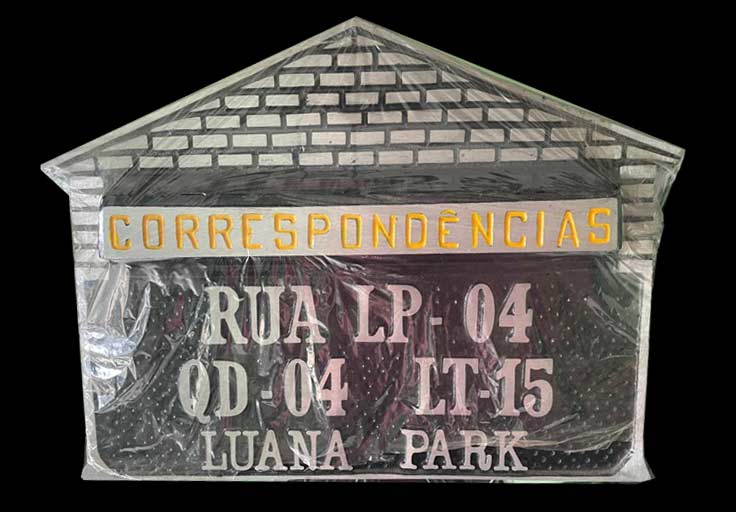 CORRESPONDÊNCIAS
RUA LP- 04
QD-04 LT-15
LUANA PARK